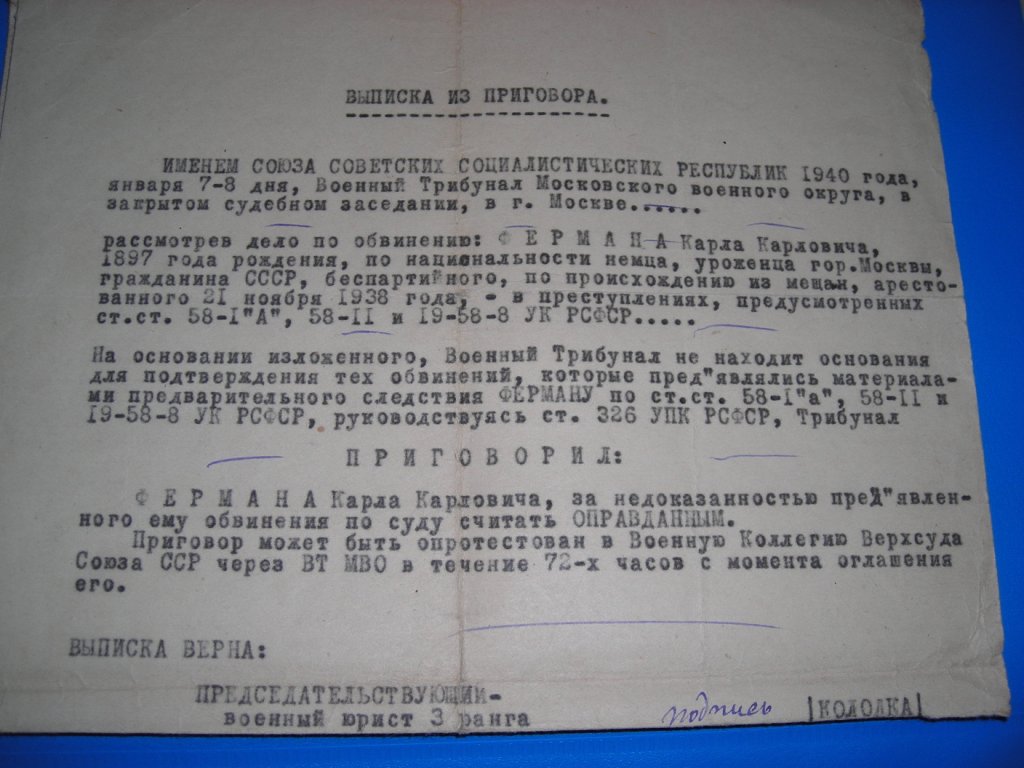 ВЫПИСКА ИЗ ПРИГОВОРА.
ИМЕНЕМ СОЮЗА СОВЕТСКИХ СОЦИАЛИСТИЧЕСКИХ РЕСПУБЛИК 1940 года,
января 7-8 дня, Военный Трибунал Московского военного округа, в
закрытом судебном заседании, в г. Москве......
рассмотрев дело по обвинению: Ф Е Р М А Н А Карла Карловича,
1897 года рождения, по национальности немца, уроженца гор.Москвы,
гражданина СССР, беспартийного, по происхождению из мещан, аресто-
ванного 21 ноября 1938 года, - в преступлениях, предусмотренных
ст.ст. 58-I"А", 58-II и 19-58-8 УК РСФСР.....
На основании изложенного, Военный Трибунал не находит основания
для подтверждения тех обвинений, которые пред"являлись материала-
ми предварительного следствия ФЕРМАНУ по ст.ст. 58-I"а", 58-II и
19-58-8 УК РСФСР, руководствуясь ст. 326 УПК РСФСР, Трибунал
П Р И Г О В О Р И Л:
Ф Е Р М А Н А Карла Карловича, за недоказанностью пред"явлен-
ного ему обвинения по суду считать ОПРАВДАННЫМ.
Приговор может быть опротестован в Военную Коллегию Верхсуда
Союза ССР через ВТ МВО в течение 72-х часов с момента оглашения
его.
ВЫПИСКА ВЕРНА:
ПРЕДСЕДАТЕЛЬСТВУЮЩИЙ-
военный юрист 3 ранга подпись |КОЛОДКА|